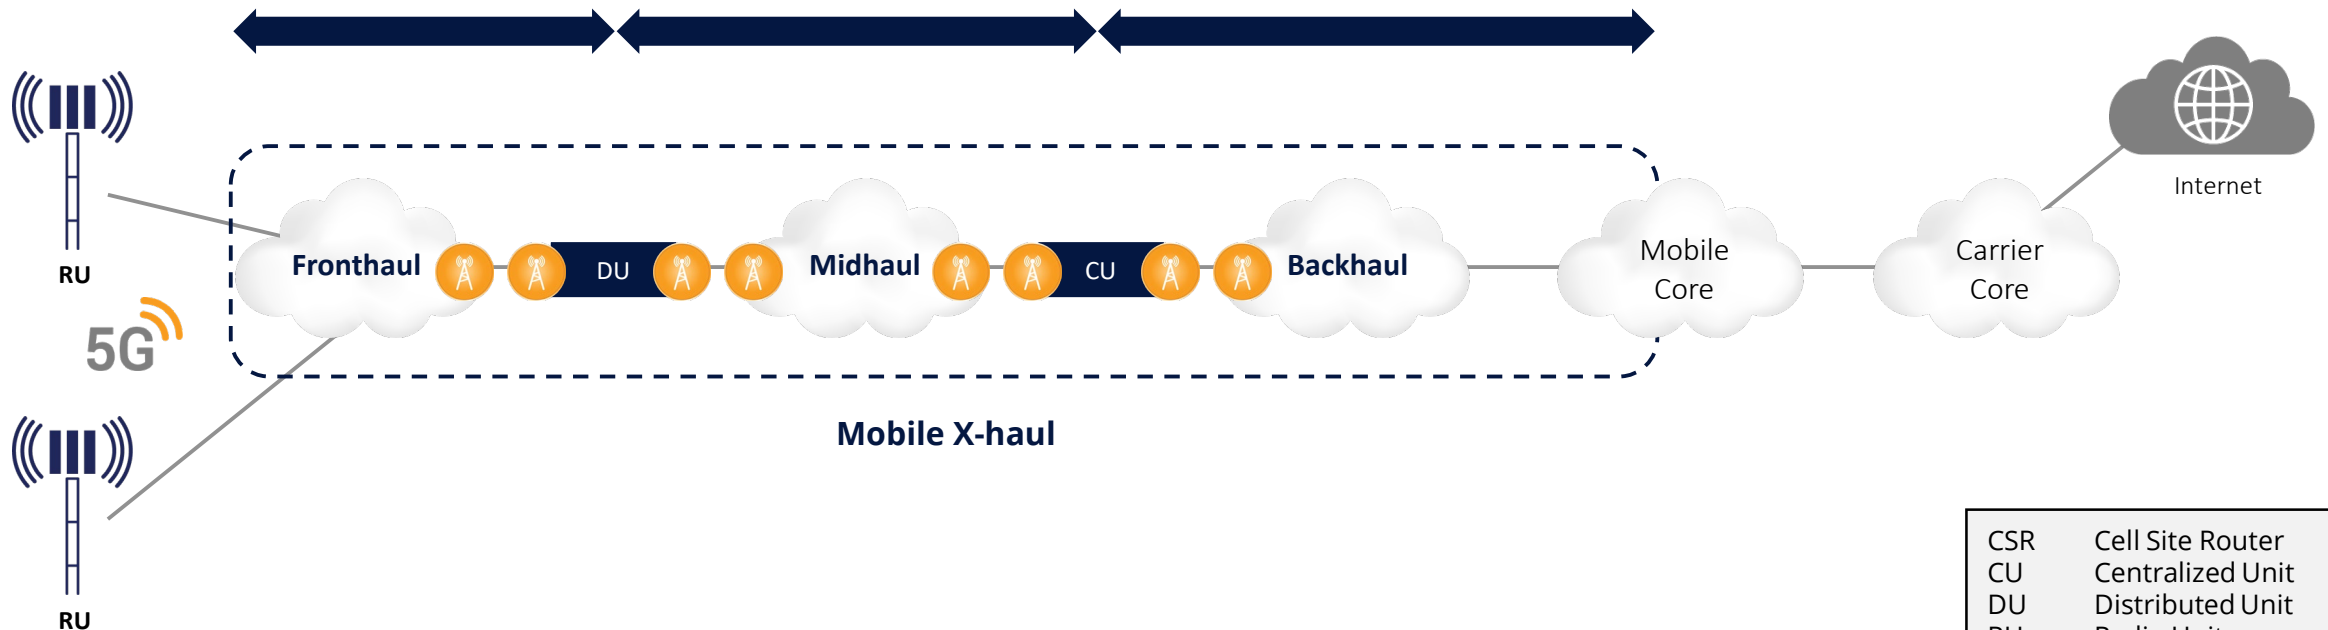 Internet
RU
5G
Fronthaul
DU
Midhaul
CU
Backhaul
Mobile
Core
Carrier
Core
Mobile X-haul
RU
CSR Cell Site Router
CU Centralized Unit
DU Distributed Unit